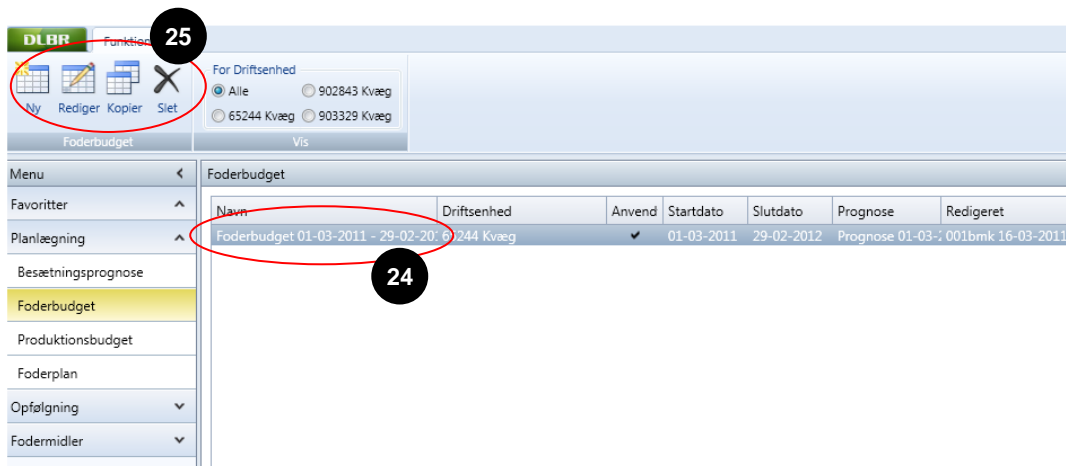 DLBR Funktion 25
For Driftsenhed
Alle 902843 Kvæg
65244 Kvæg 903329 Kvæg
Ny Rediger Kopier Slet
Foderbudget Vis
Menu Foderbudget
Favoritter
Navn Driftsenhed Anvend Startdato Slutdato Prognose Redigeret
Planlægning
Foderbudget 01-03-2011 - 29-02-20 65244 Kvæg 01-03-2011 29-02-2012 Prognose 01-03- 001bmk 16-03-2011
24
Besætningsprognose
Foderbudget
Produktionsbudget
Foderplan
Opfølgning
Fodermidler